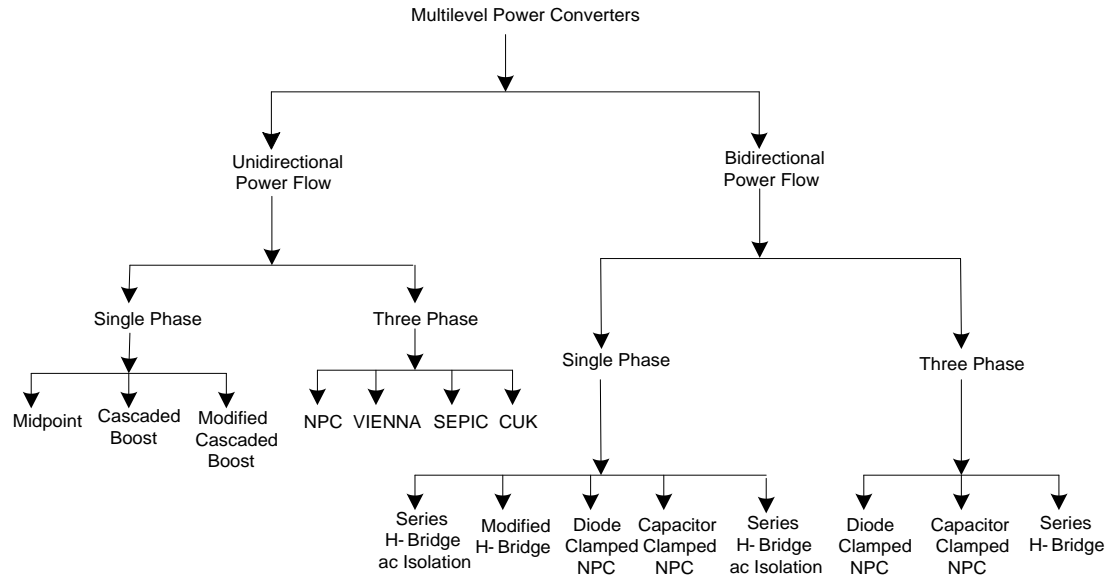 Multilevel Power Converters
Unidirectional
Power Flow
Bidirectional
Power Flow
Single Phase
Three Phase
Single Phase
Three Phase
Midpoint
Cascaded
Boost
Modified
Cascaded
Boost
NPC
VIENNA
SEPIC
CUK
Series
H- Bridge
ac Isolation
Modified
H- Bridge
Diode
Clamped
NPC
Capacitor
Clamped
NPC
Series
H- Bridge
ac Isolation
Diode
Clamped
NPC
Capacitor
Clamped
NPC
Series
H- Bridge